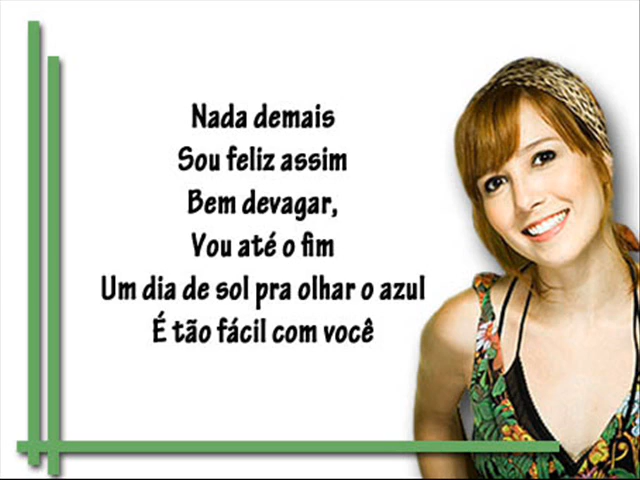 Nada demais
Sou feliz assim
Bem devagar,
Vou até o fim
Um dia de sol pra olhar o azul
É tão fácil com você